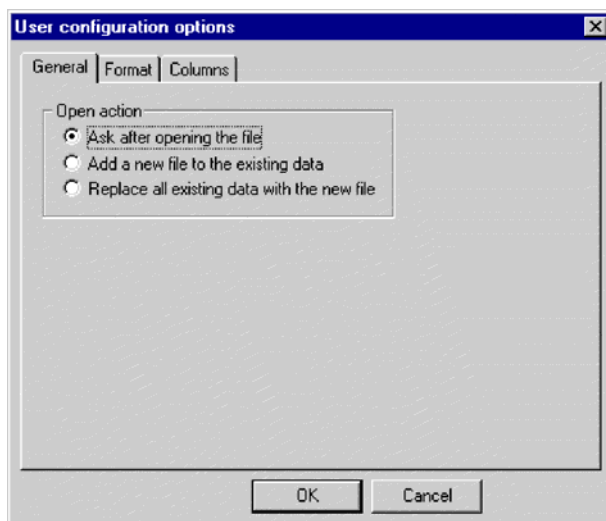 User configuration options
General Format Columns
Open action
Ask after opening the file
Add a new file to the existing data
Replace all existing data with the new file
OK Cancel